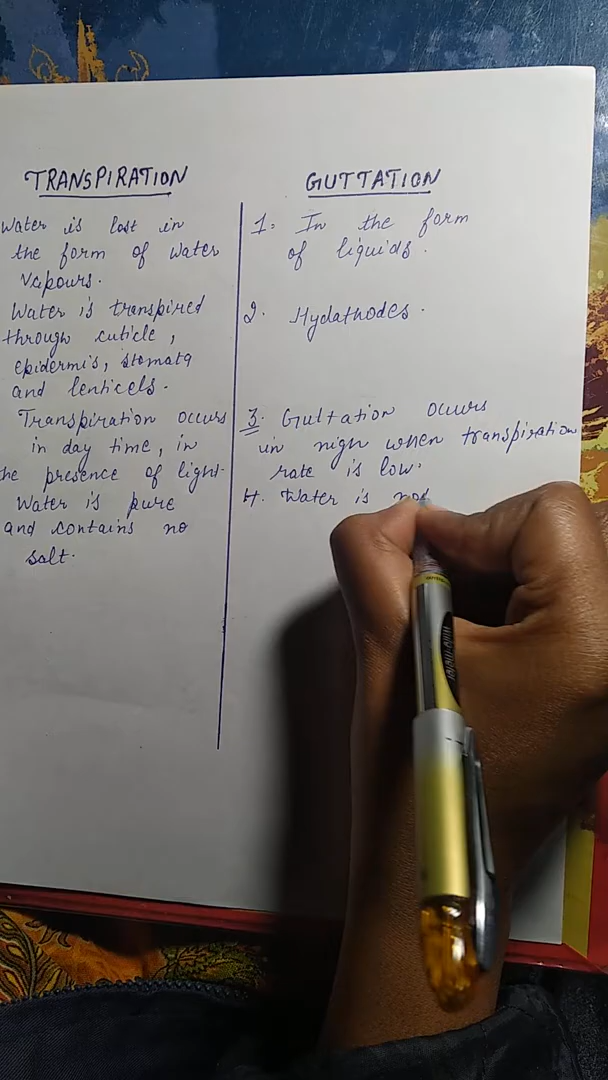 TRANSPIRATION
Water is lost in
the form of water
vapours.
Water is transpired
through cuticle,
epidermis, stomata
and lenticels.
Transpiration occurs
in day time, in
the presence of light.
Water is pure
and contains no
salt.
GUTTATION
1. In the form
of liquids.
2. Hydathodes.
3. Guttation occurs
in nigh when transpiration
rate is low.
4. Water is not